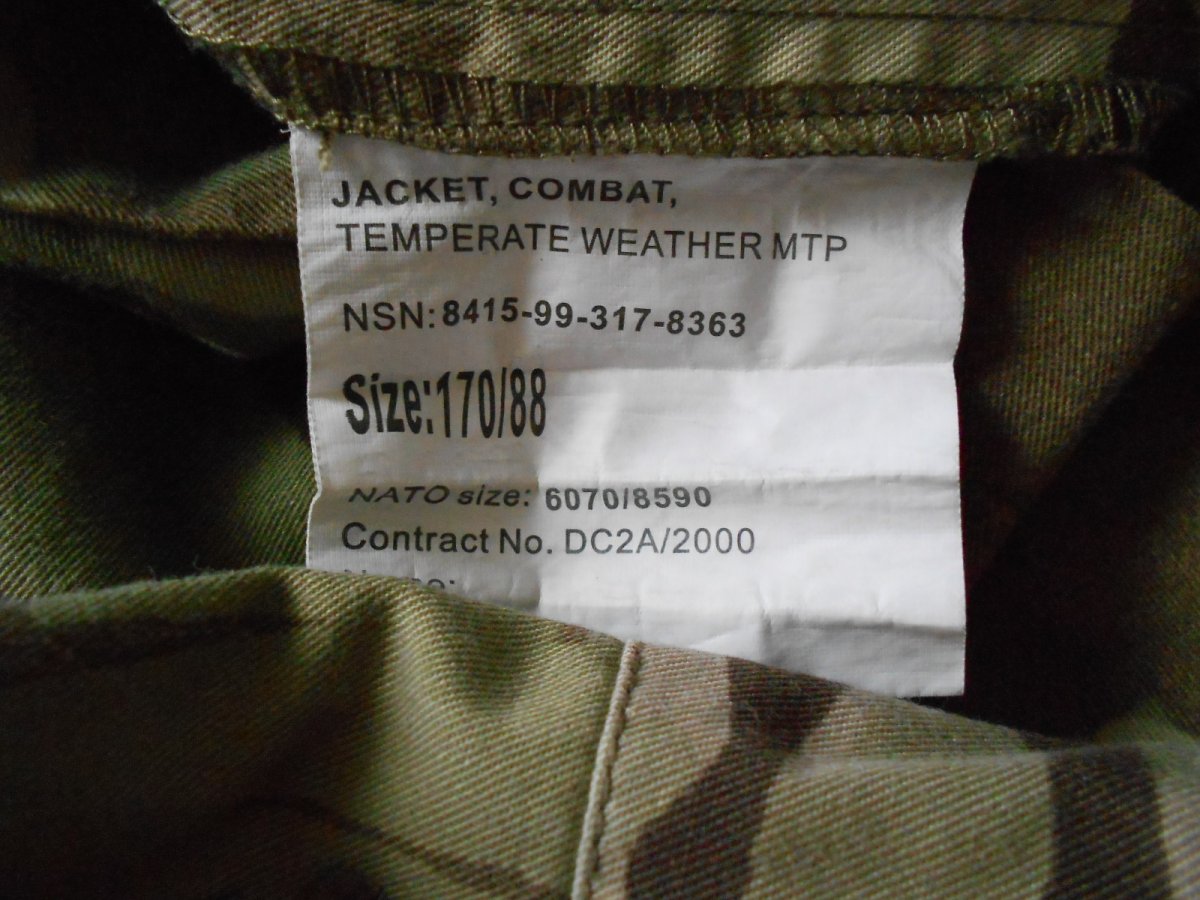 JACKET, COMBAT,
TEMPERATE WEATHER MTP
NSN: 8415-99-317-8363
Size:170/88
NATO size: 6070/8590
Contract No. DC2A/2000